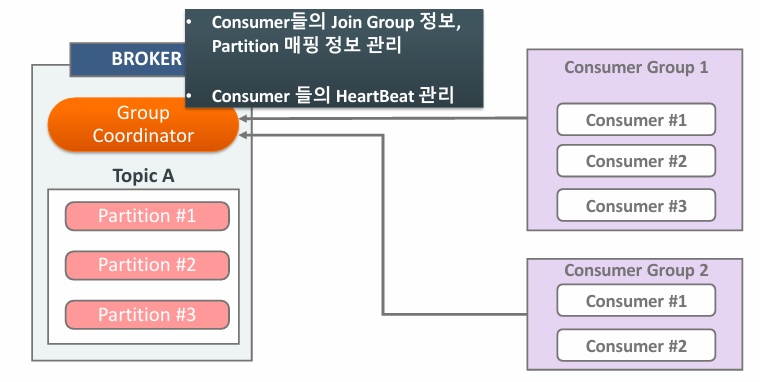 • Consumer들의 Join Group 정보,
Partition 매핑 정보 관리
• Consumer 들의 HeartBeat 관리
BROKER
Group
Coordinator
Topic A
Partition #1
Partition #2
Partition #3
Consumer Group 1
Consumer #1
Consumer #2
Consumer #3
Consumer Group 2
Consumer #1
Consumer #2